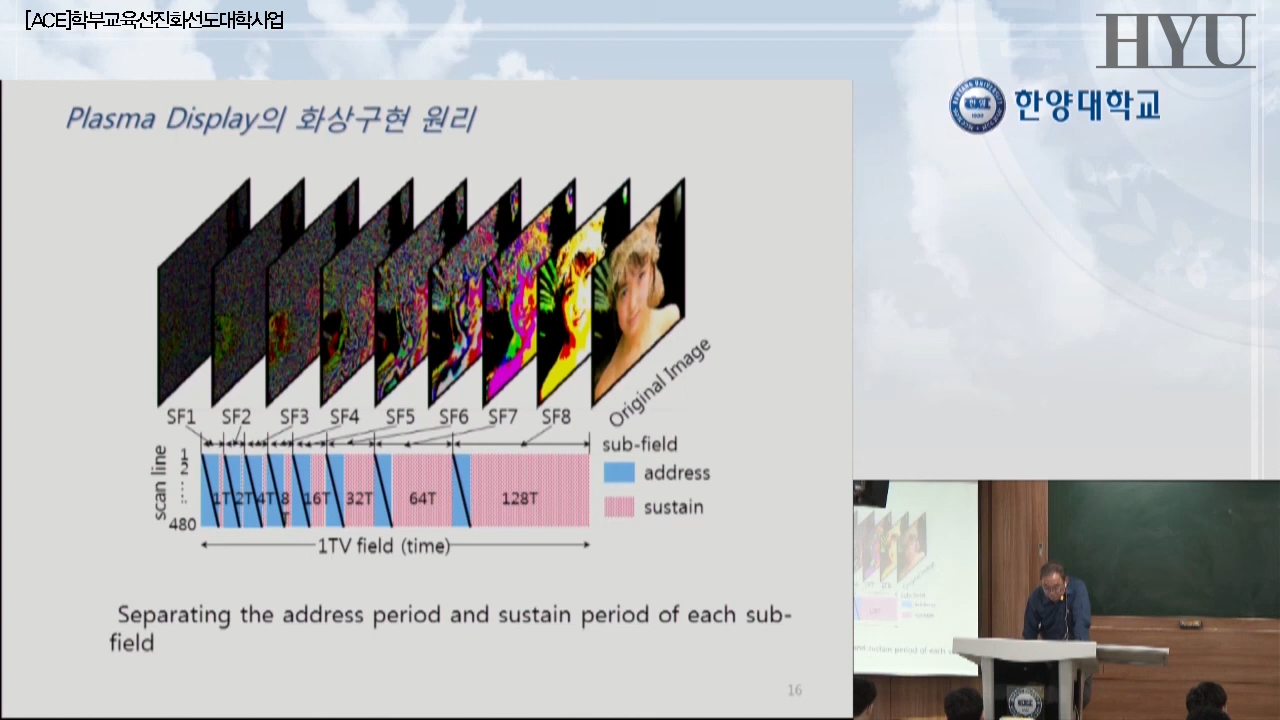 [ACE]학부교육선진화선도대학사업
HYU
한양대학교
Plasma Display의 화상구현 원리
Original Image
SF1 SF2 SF3 SF4 SF5 SF6 SF7 SF8
sub-field
address
sustain
scan line
1
2
480
1T 2T 4T 8T 16T 32T 64T 128T
1TV field (time)
Separating the address period and sustain period of each sub-
field
16